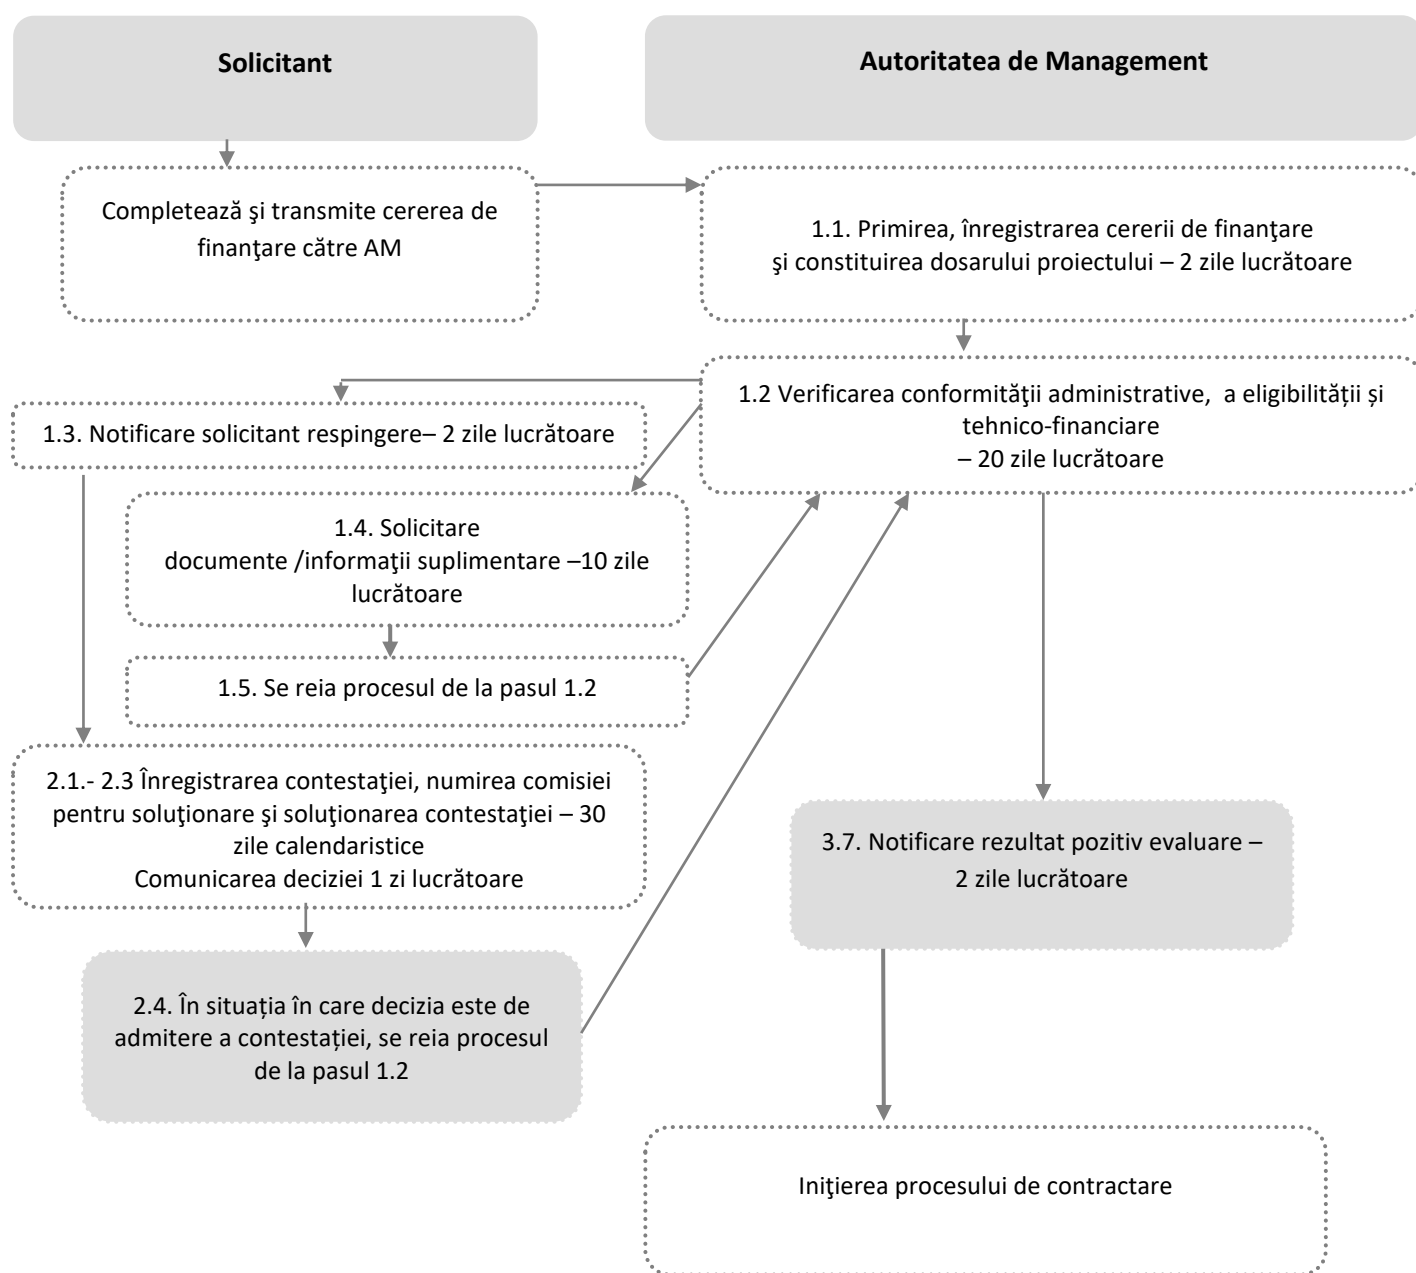 Solicitant
Autoritatea de Management
Completează şi transmite cererea de
finanţare către AM
1.1. Primirea, înregistrarea cererii de finanţare
şi constituirea dosarului proiectului – 2 zile lucrătoare
1.2 Verificarea conformităţii administrative,  a eligibilității și
tehnico-financiare
– 20 zile lucrătoare
1.3. Notificare solicitant respingere– 2 zile lucrătoare
1.4. Solicitare
documente /informaţii suplimentare –10 zile
lucrătoare
1.5. Se reia procesul de la pasul 1.2
2.1.- 2.3 Înregistrarea contestaţiei, numirea comisiei
pentru soluţionare şi soluţionarea contestaţiei – 30
zile calendaristice
Comunicarea deciziei 1 zi lucrătoare
3.7. Notificare rezultat pozitiv evaluare –
2 zile lucrătoare
2.4. În situația în care decizia este de
admitere a contestației, se reia procesul
de la pasul 1.2
Iniţierea procesului de contractare